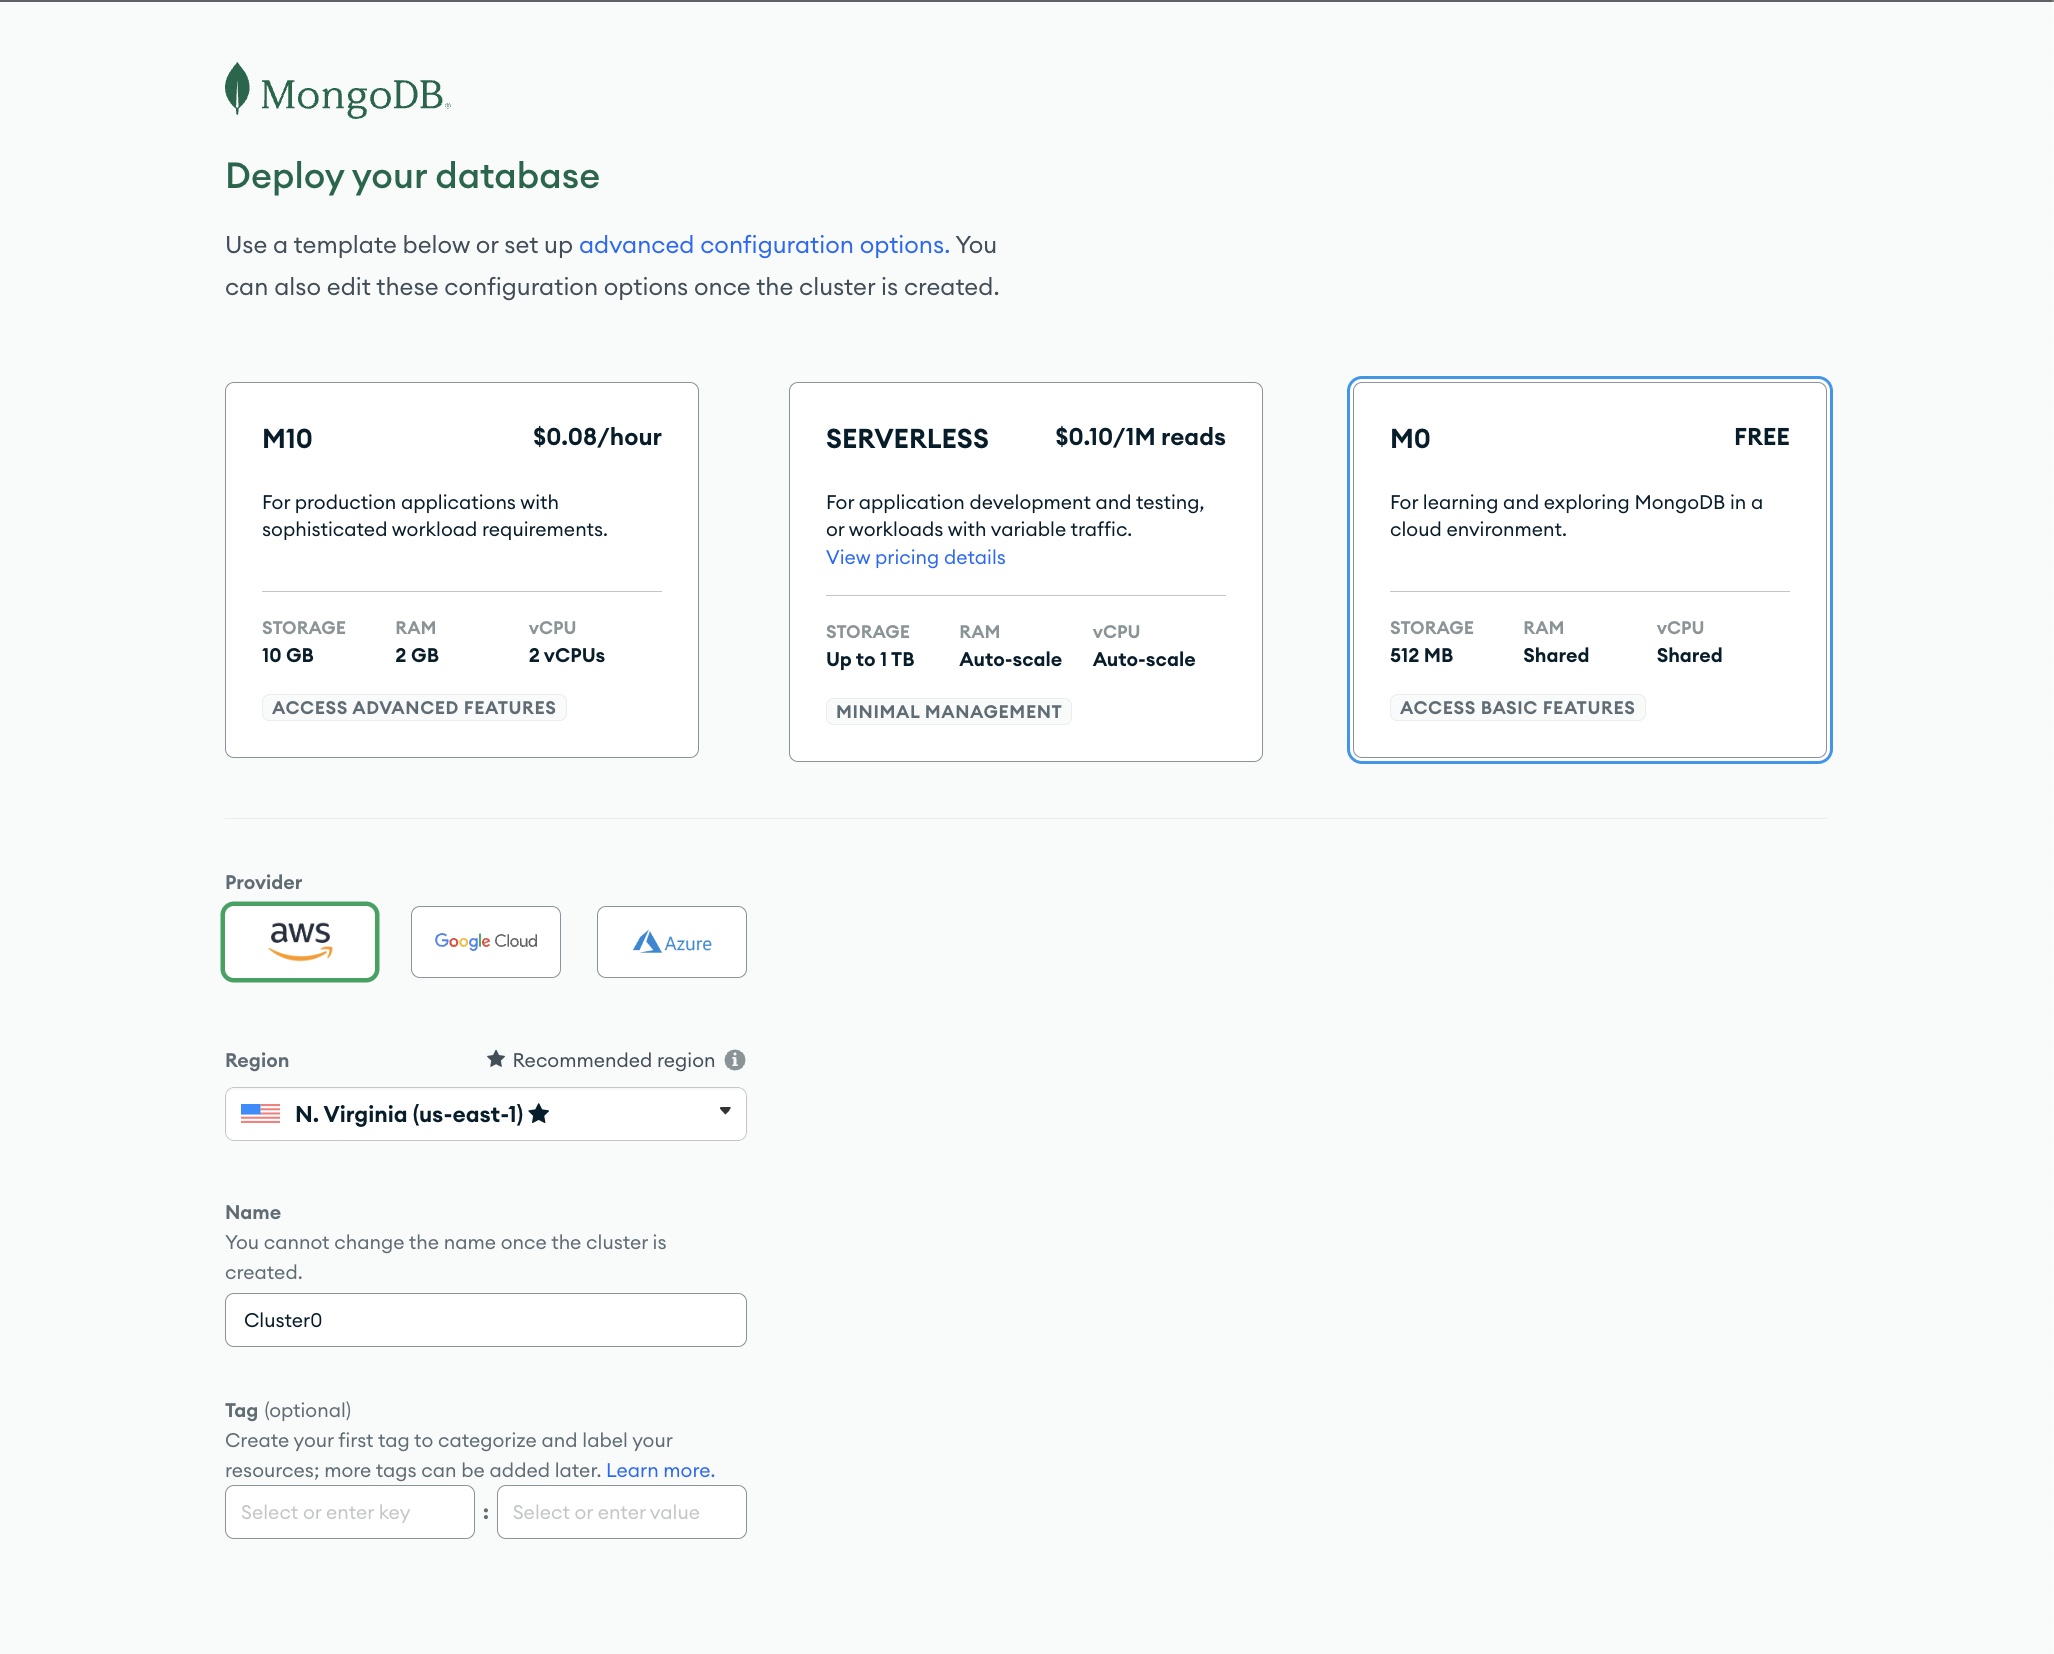 MongoDB®
Deploy your database
Use a template below or set up advanced configuration options. You
can also edit these configuration options once the cluster is created.
M10 $0.08/hour
For production applications with
sophisticated workload requirements.
STORAGE RAM vCPU
10 GB 2 GB 2 vCPUs
ACCESS ADVANCED FEATURES
SERVERLESS $0.10/1M reads
For application development and testing,
or workloads with variable traffic.
View pricing details
STORAGE RAM vCPU
Up to 1 TB Auto-scale Auto-scale
MINIMAL MANAGEMENT
M0 FREE
For learning and exploring MongoDB in a
cloud environment.
STORAGE RAM vCPU
512 MB Shared Shared
ACCESS BASIC FEATURES
Provider
aws Google Cloud Azure
Region ★ Recommended region i
N. Virginia (us-east-1) ★
Name
You cannot change the name once the cluster is
created.
Cluster0
Tag (optional)
Create your first tag to categorize and label your
resources; more tags can be added later. Learn more.
Select or enter key : Select or enter value